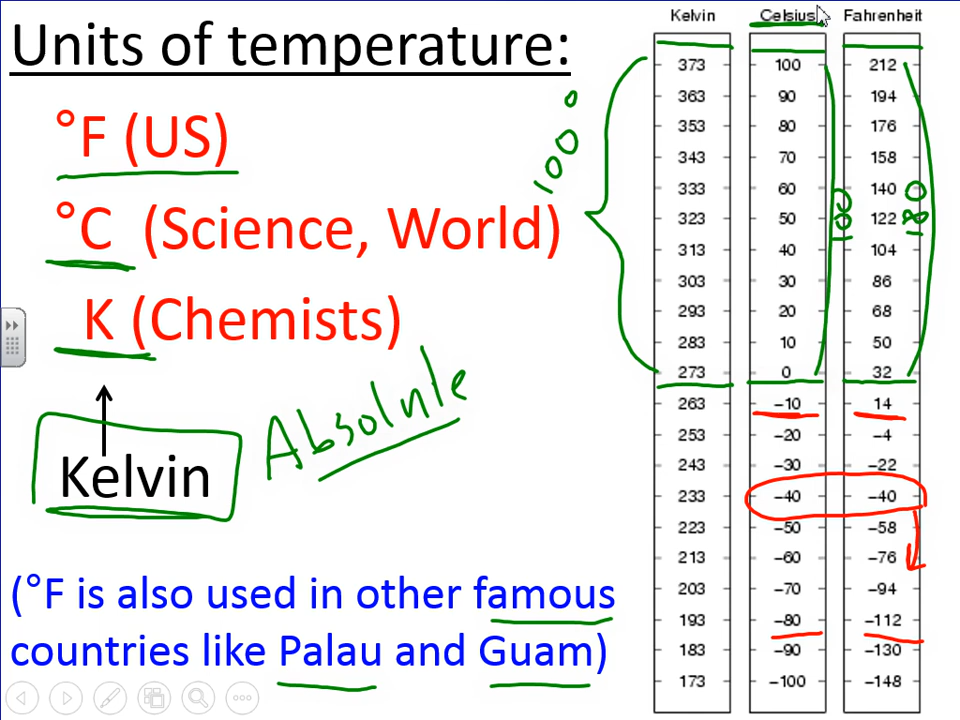 Units of temperature:
°F (US)
°C (Science, World)
K (Chemists)
Kelvin
Absolute
(°F is also used in other famous
countries like Palau and Guam)
100°
Kelvin Celsius Fahrenheit
373 100 212
363 90 194
353 80 176
343 70 158
333 60 140
323 50 122
313 40 104
303 30 86
293 20 68
283 10 50
273 0 32
263 −10 14
253 −20 −4
243 −30 −22
233 −40 −40
223 −50 −58
213 −60 −76
203 −70 −94
193 −80 −112
183 −90 −130
173 −100 −148
100
180